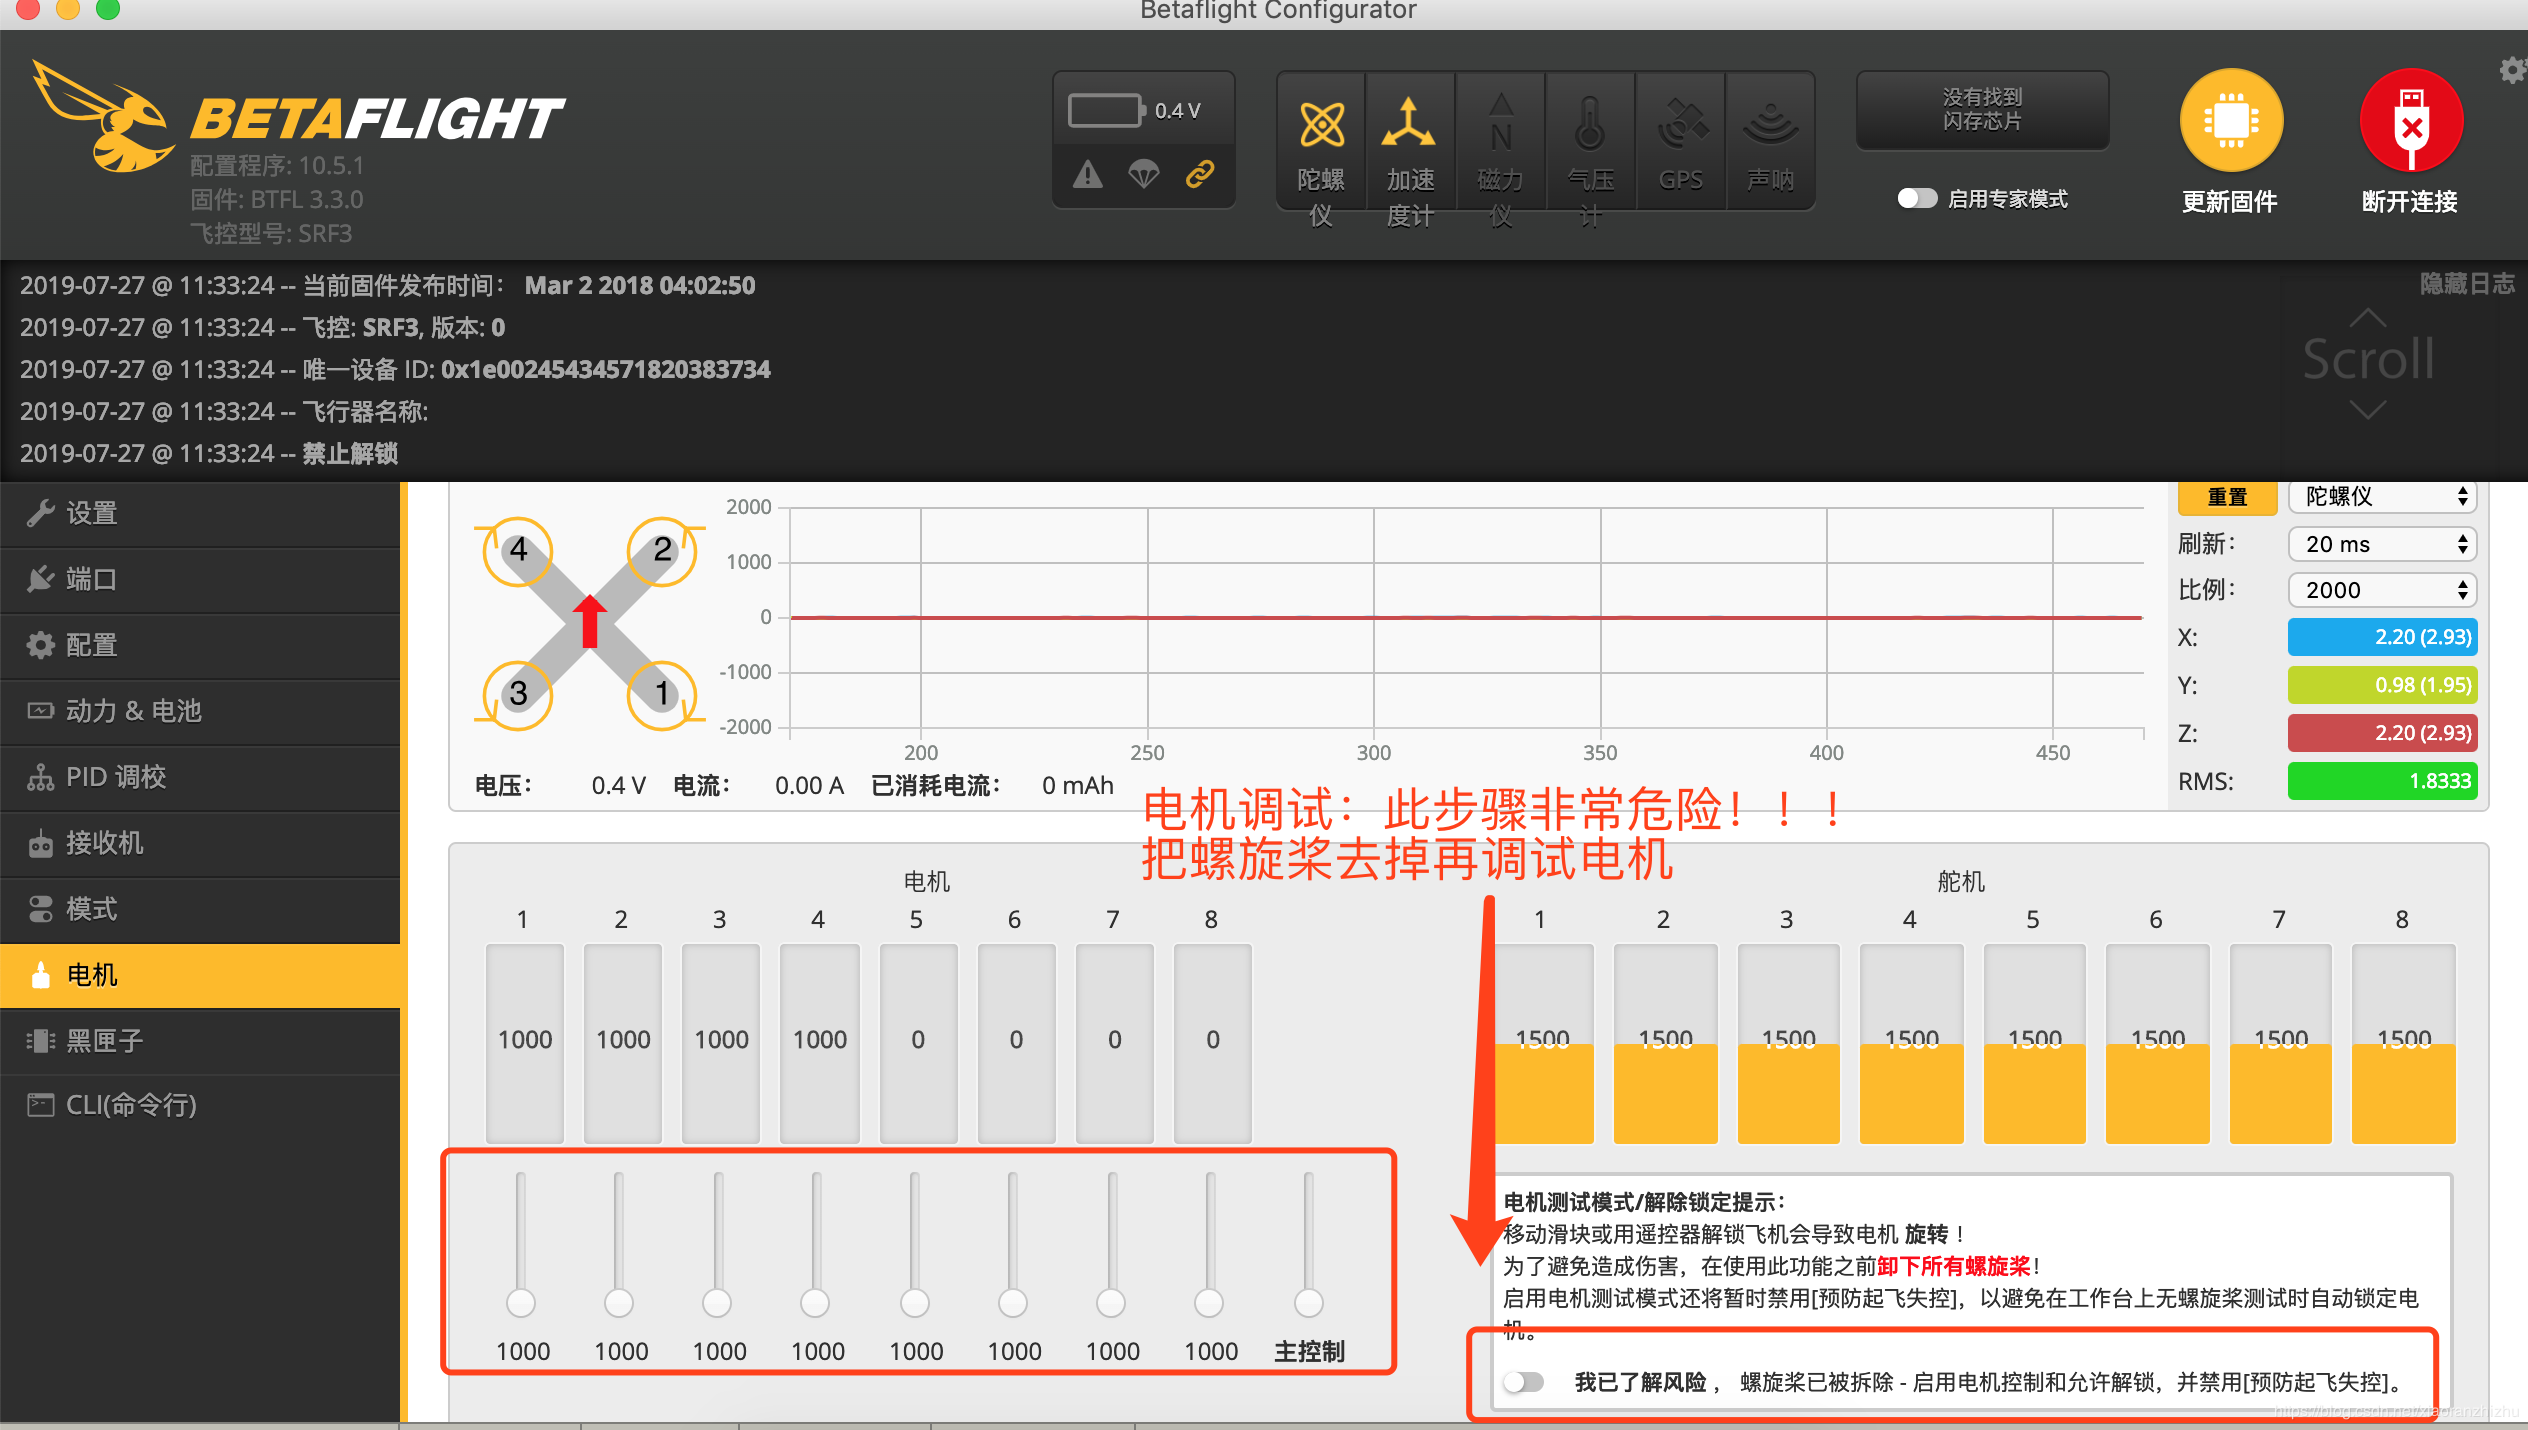 Betaflight Configurator
BETAFLIGHT
配置程序: 10.5.1
固件: BTFL 3.3.0
飞控型号: SRF3
0.4 V
陀螺仪
加速度计
磁力仪
气压计
GPS
声呐
没有找到
闪存芯片
启用专家模式
更新固件
断开连接
2019-07-27 @ 11:33:24 -- 当前固件发布时间: Mar 2 2018 04:02:50
2019-07-27 @ 11:33:24 -- 飞控: SRF3, 版本: 0
2019-07-27 @ 11:33:24 -- 唯一设备 ID: 0x1e00245434571820383734
2019-07-27 @ 11:33:24 -- 飞行器名称:
2019-07-27 @ 11:33:24 -- 禁止解锁
隐藏日志
Scroll
设置
端口
配置
动力 & 电池
PID 调校
接收机
模式
电机
黑匣子
CLI(命令行)
4 2
3 1
2000
1000
0
-1000
-2000
200 250 300 350 400 450
重置 陀螺仪
刷新: 20 ms
比例: 2000
X: 2.20 (2.93)
Y: 0.98 (1.95)
Z: 2.20 (2.93)
RMS: 1.8333
电压: 0.4 V 电流: 0.00 A 已消耗电流: 0 mAh
电机调试：此步骤非常危险！！！
把螺旋桨去掉再调试电机
电机
1 2 3 4 5 6 7 8
1000 1000 1000 1000 0 0 0 0
1000 1000 1000 1000 1000 1000 1000 1000 主控制
舵机
1 2 3 4 5 6 7 8
1500 1500 1500 1500 1500 1500 1500 1500
电机测试模式/解除锁定提示：
移动滑块或用遥控器解锁飞机会导致电机 旋转！
为了避免造成伤害，在使用此功能之前卸下所有螺旋桨！
启用电机测试模式还将暂时禁用[预防起飞失控]，以避免在工作台上无螺旋桨测试时自动锁定电
机。
我已了解风险， 螺旋桨已被拆除 - 启用电机控制和允许解锁，并禁用[预防起飞失控]。
https://blog.csdn.net/xiaoranzhizhu